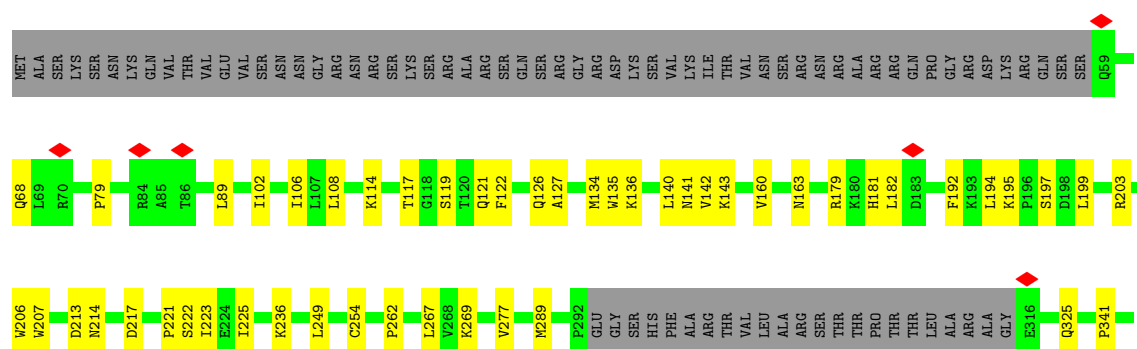 MET ALA SER LYS SER ASN LYS GLN VAL THR VAL GLU VAL SER ASN ASN GLY ARG ASN ARG SER LYS SER ARG ALA ARG SER GLN SER ARG GLY ARG ASP LYS SER VAL LYS ILE THR VAL ASN SER ARG ASN ARG ALA ARG ARG GLN PRO GLY ARG ASP LYS ARG GLN SER SER Q59
Q68 L69 R70 P79 R84 A85 T86 L89 I102 I106 L107 L108 K114 T117 G118 S119 T120 Q121 F122 Q126 A127 M134 W135 K136 L140 N141 V142 K143 V160 N163 R179 K180 H181 L182 D183 F192 K193 L194 K195 P196 S197 D198 L199 R203
W206 W207 D213 N214 D217 P221 S222 I223 E224 I225 K236 L249 C254 P262 L267 V268 K269 V277 M289 P292 GLU GLY SER HIS PHE ALA ARG THR VAL LEU ALA ARG SER THR THR PRO THR THR LEU ALA ARG ALA GLY E316 Q325 P341